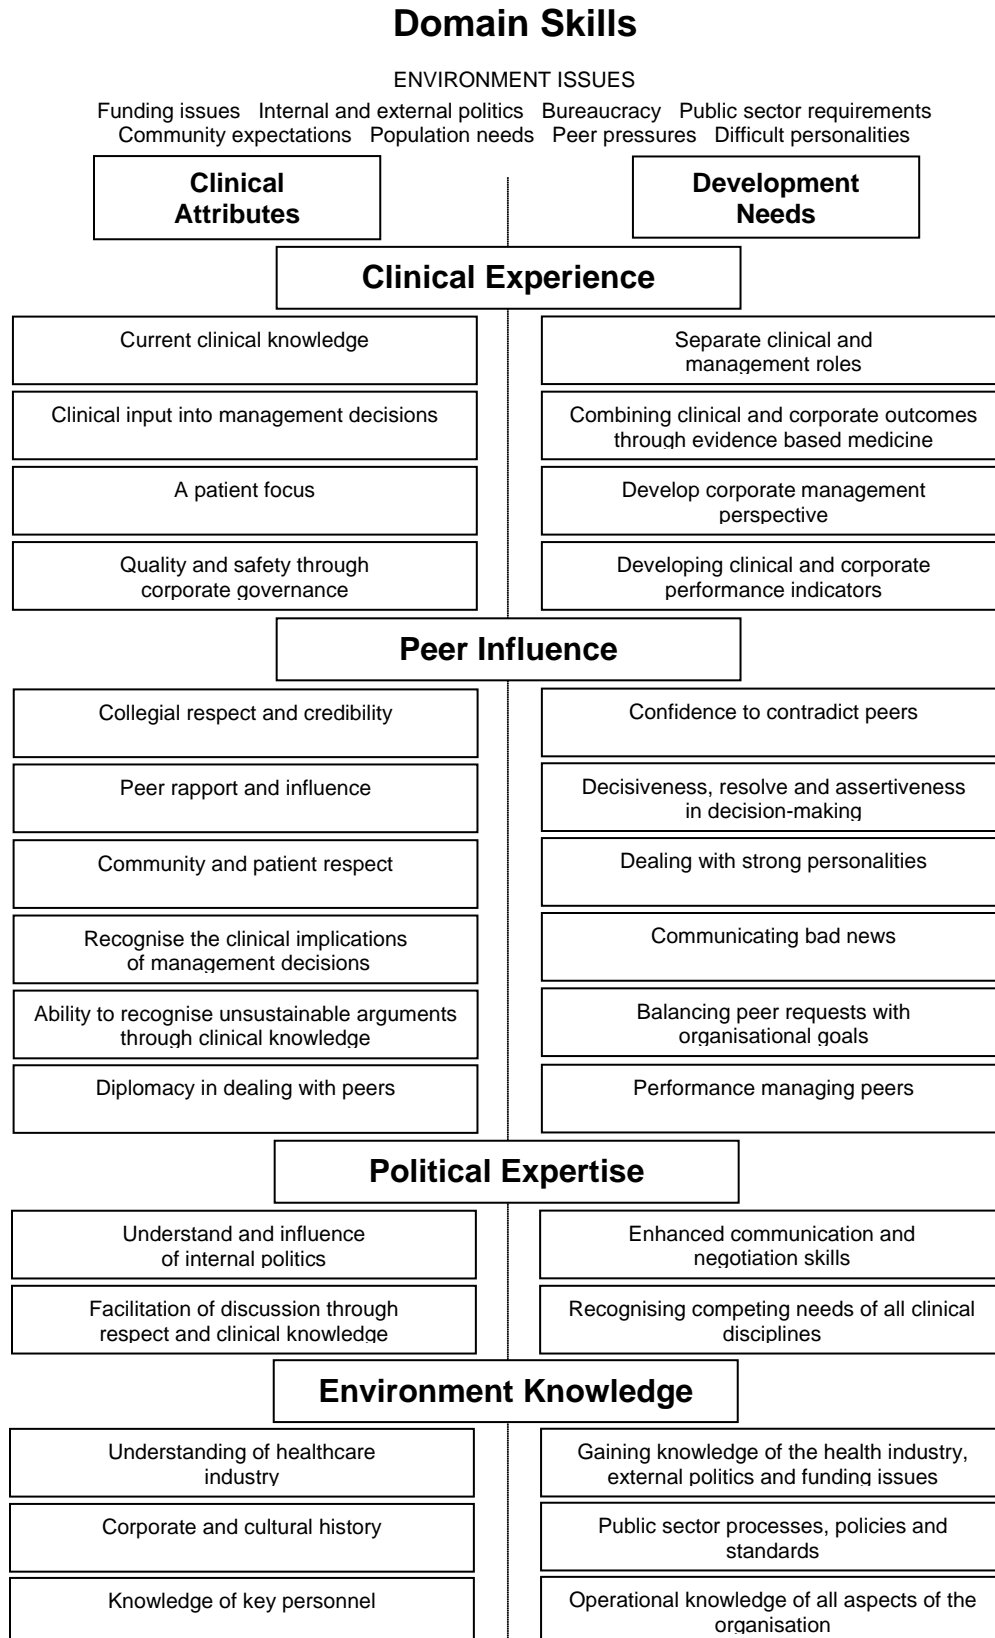 Domain Skills
ENVIRONMENT ISSUES
Funding issues Internal and external politics Bureaucracy Public sector requirements
Community expectations Population needs Peer pressures Difficult personalities
Clinical
Attributes
Development
Needs
Clinical Experience
Current clinical knowledge
Separate clinical and
management roles
Clinical input into management decisions
Combining clinical and corporate outcomes
through evidence based medicine
A patient focus
Develop corporate management
perspective
Quality and safety through
corporate governance
Developing clinical and corporate
performance indicators
Peer Influence
Collegial respect and credibility
Confidence to contradict peers
Peer rapport and influence
Decisiveness, resolve and assertiveness
in decision-making
Community and patient respect
Dealing with strong personalities
Recognise the clinical implications
of management decisions
Communicating bad news
Ability to recognise unsustainable arguments
through clinical knowledge
Balancing peer requests with
organisational goals
Diplomacy in dealing with peers
Performance managing peers
Political Expertise
Understand and influence
of internal politics
Enhanced communication and
negotiation skills
Facilitation of discussion through
respect and clinical knowledge
Recognising competing needs of all clinical
disciplines
Environment Knowledge
Understanding of healthcare
industry
Gaining knowledge of the health industry,
external politics and funding issues
Corporate and cultural history
Public sector processes, policies and
standards
Knowledge of key personnel
Operational knowledge of all aspects of the
organisation